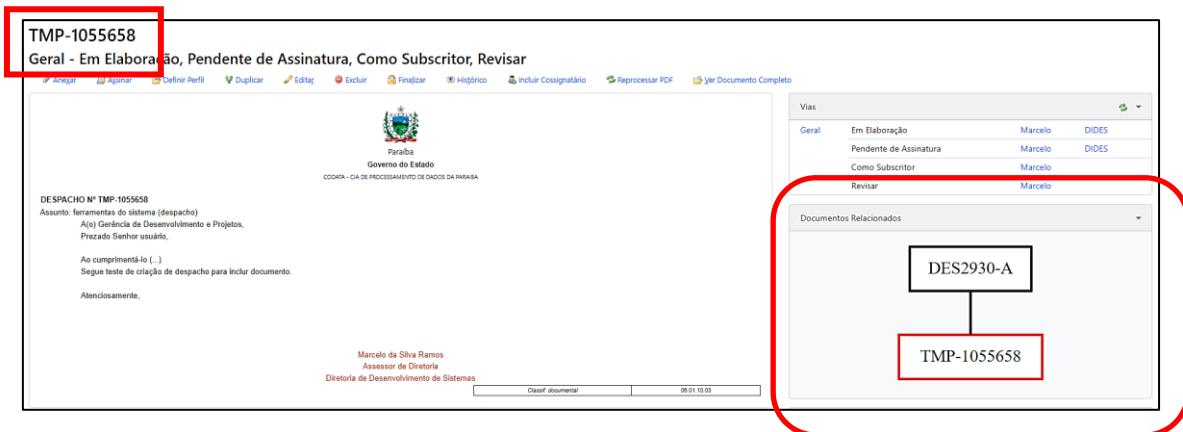 TMP-1055658
Geral - Em Elaboração, Pendente de Assinatura, Como Subscritor, Revisar
Anexar Assinar Definir Perfil Duplicar Editar Excluir Finalizar Histórico Incluir Cossignatário Reprocessar PDF Ver Documento Completo
Paraíba
Governo do Estado
CODATA - CIA DE PROCESSAMENTO DE DADOS DA PARAIBA
DESPACHO Nº TMP-1055658
Assunto: ferramentas do sistema (despacho)
A(o) Gerência de Desenvolvimento e Projetos,
Prezado Senhor usuário,
Ao cumprimentá-lo (...)
Segue teste de criação de despacho para inclur documento.
Atenciosamente,
Marcelo da Silva Ramos
Assessor de Diretoria
Diretoria de Desenvolvimento de Sistemas
Classif. documental 06.01.10.03
Vias
Geral Em Elaboração Marcelo DIDES
Pendente de Assinatura Marcelo DIDES
Como Subscritor Marcelo
Revisar Marcelo
Documentos Relacionados
DES2930-A
TMP-1055658